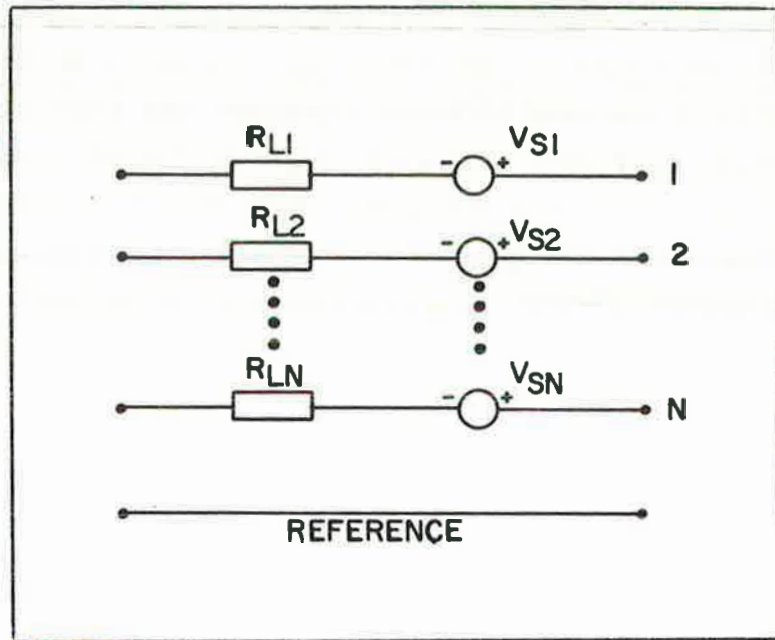 RL1 - + VS1 1
RL2 - + VS2 2
RLN - + VSN N
REFERENCE